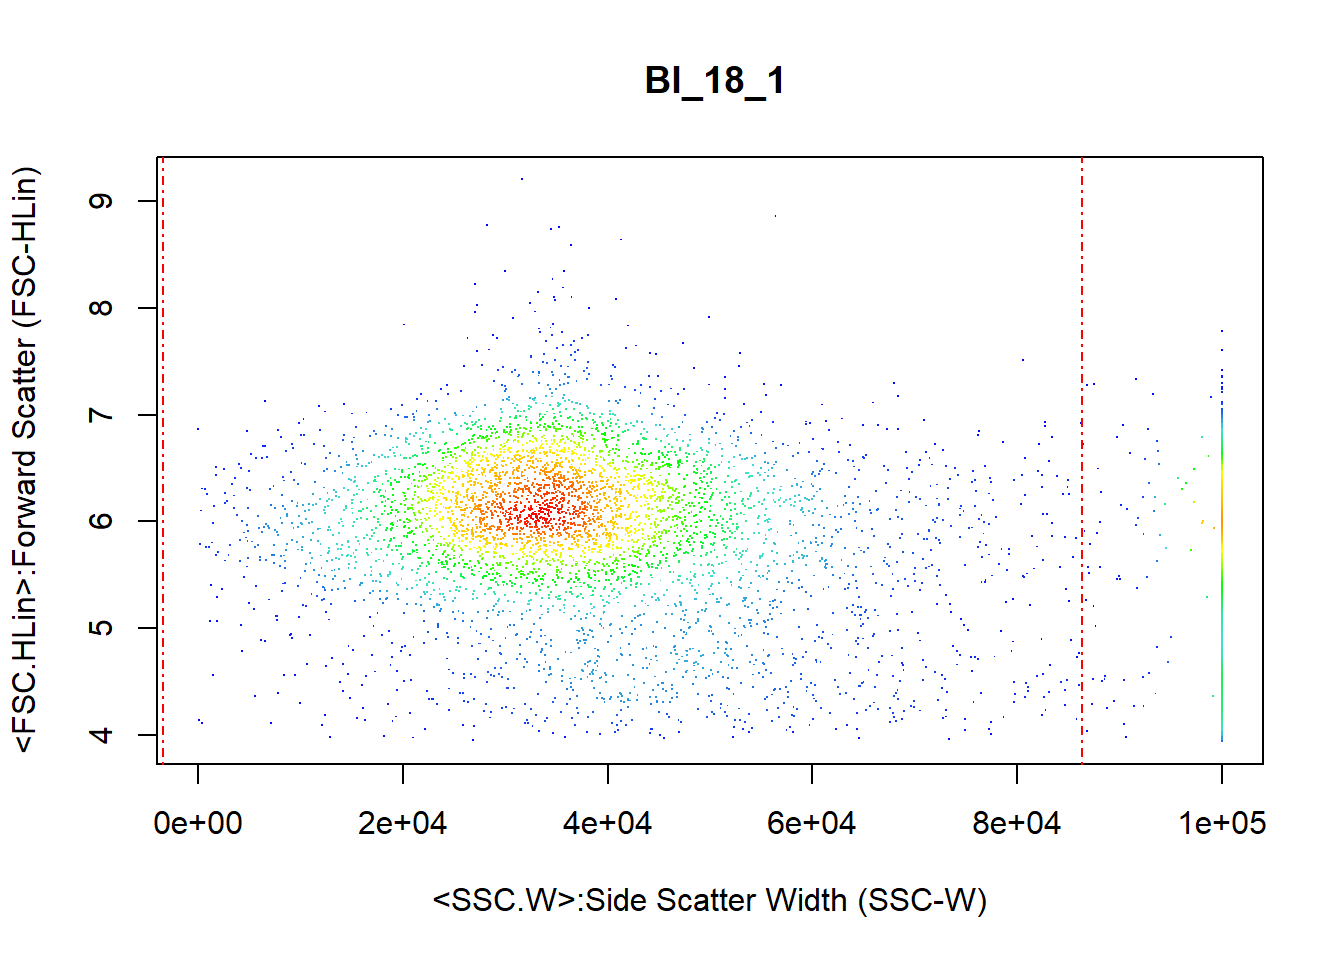 BI_18_1
<FSC.HLin>:Forward Scatter (FSC-HLin)
9
8
7
6
5
4
0e+00 2e+04 4e+04 6e+04 8e+04 1e+05
<SSC.W>:Side Scatter Width (SSC-W)